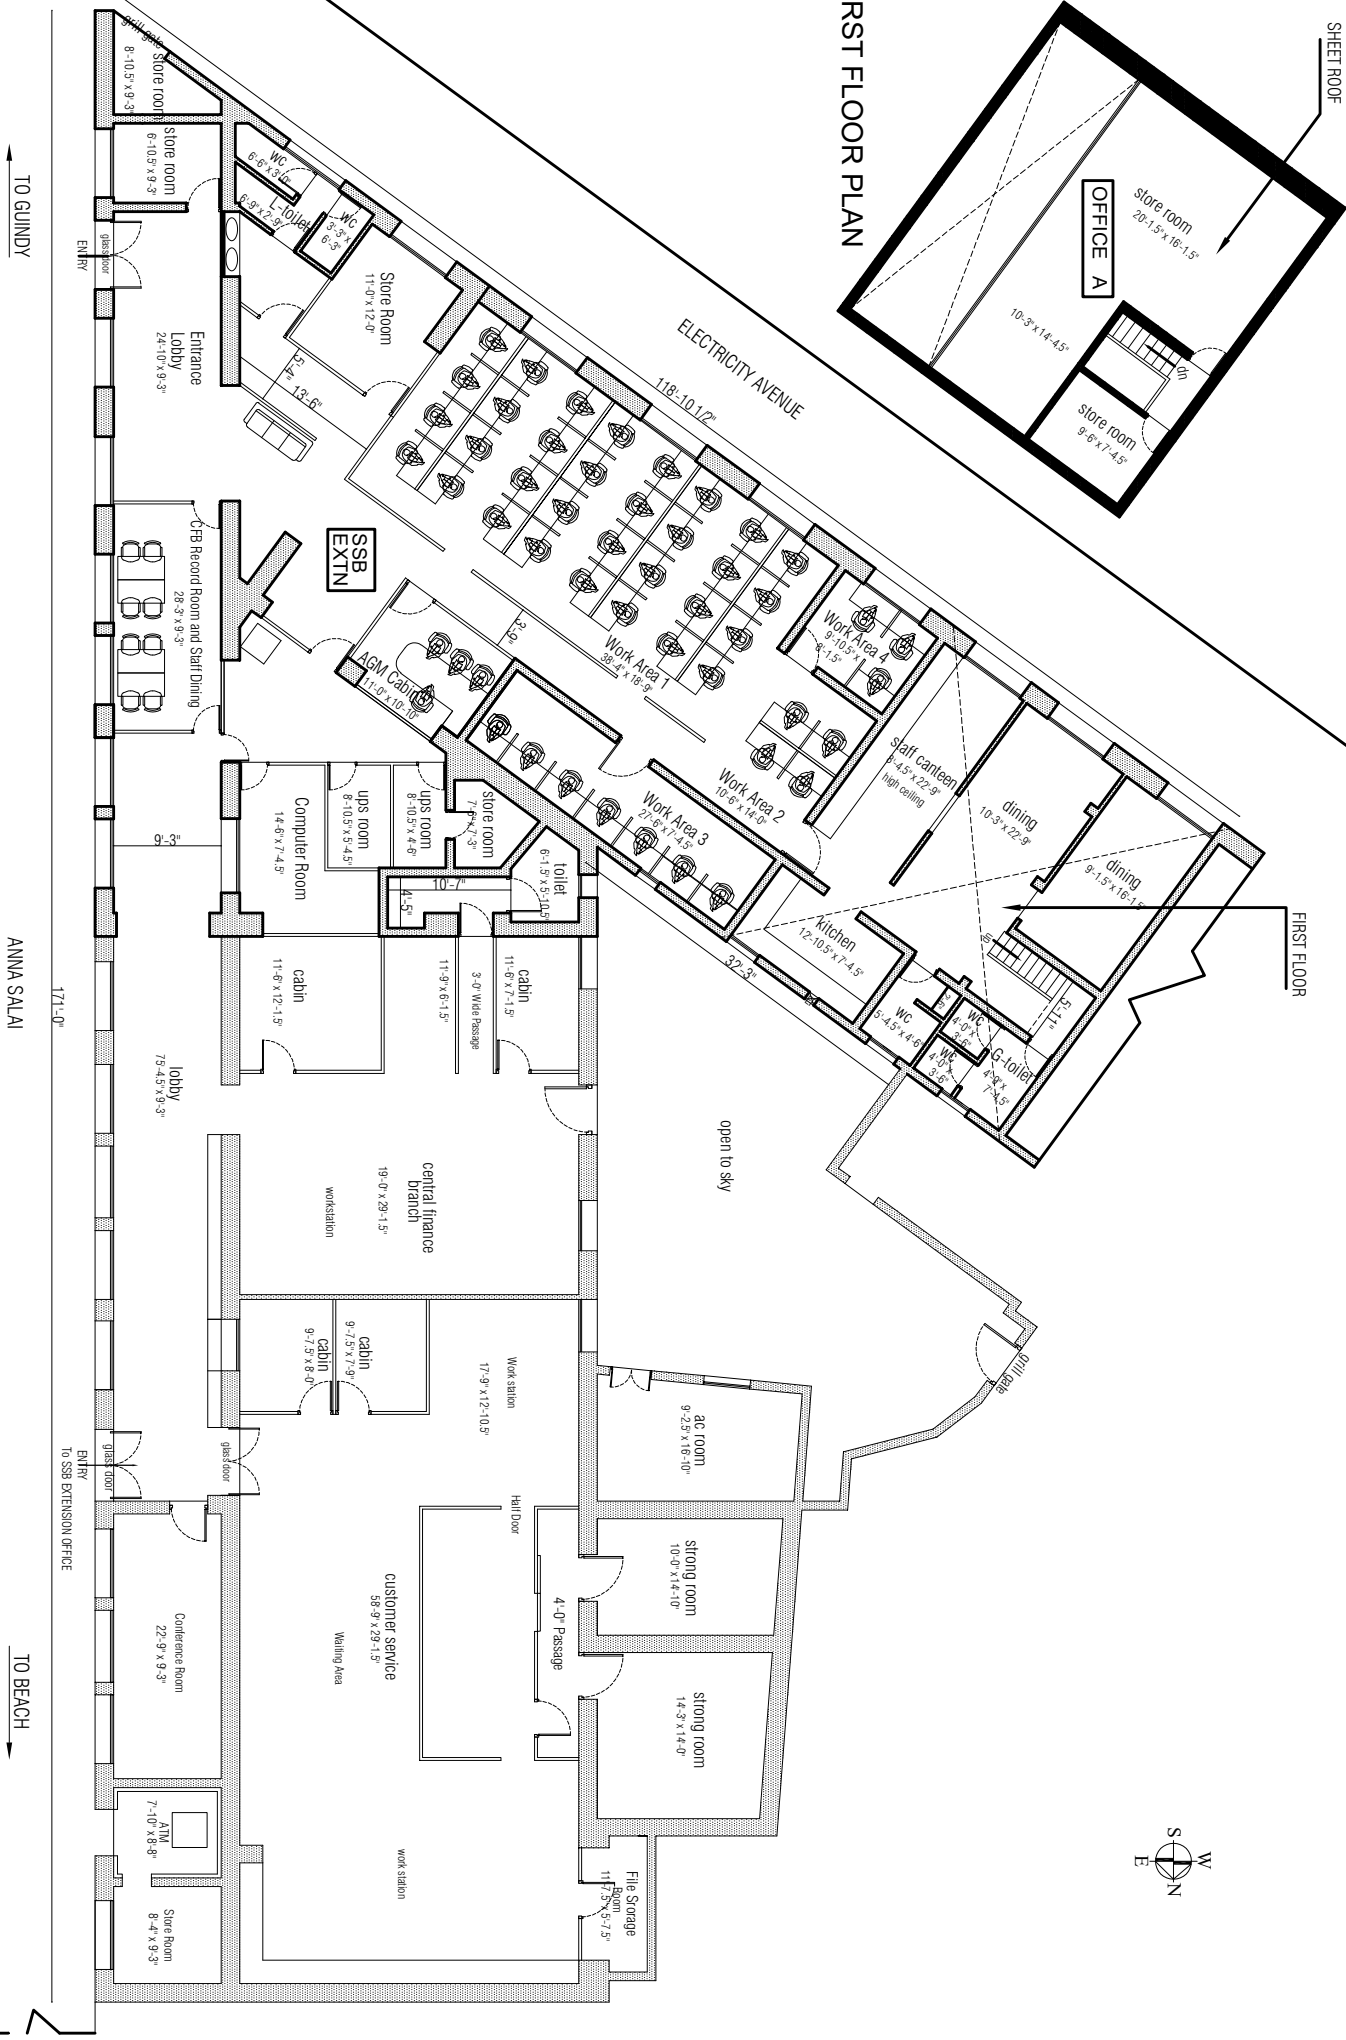 SHEET ROOF
RST FLOOR PLAN
store room
20'-1.5" x 16'-1.5"
OFFICE A
10'-3" x 14'-4.5"
up
dn
store room
9'-6" x 7'-4.5"
FIRST FLOOR
ELECTRICITY AVENUE
118'-10 1/2"
grill gate
store room
8'-10.5" x 9'-3"
store room
6'-10.5" x 9'-3"
WC
6'-6" x 3'-0"
L-toilet
6'-9" x 2'-9"
WC
3'-3" x
6'-3"
Store Room
11'-0" x 12'-0"
5'-4"
13'-6"
glass door
ENTRY
Entrance
Lobby
24'-10" x 9'-3"
SSB
EXTN
CFB Record Room and Staff Dining
28'-3" x 9'-3"
AGM Cabin
11'-0" x 10'-10"
3'-9"
Work Area 1
38'-4" x 18'-9"
Work Area 4
9'-10.5" x
8'-1.5"
Work Area 2
10'-6" x 14'-0"
Work Area 3
27'-6" x 7'-4.5"
staff canteen
8'-4.5" x 22'-9"
high ceiling
dining
10'-3" x 22'-9"
dining
9'-1.5" x 16'-1.5"
kitchen
12'-10.5" x 7'-4.5"
32'-3"
up
5'-11"
WC
5'-4.5" x 4'-6"
WC
4'-0" x
3'-6"
WC
4'-0" x
3'-6"
G-toilet
4'-9" x
7'-4.5"
Computer Room
14'-6" x 7'-4.5"
ups room
8'-10.5" x 5'-4.5"
ups room
8'-10.5" x 4'-6"
Store room
7'-6" x 7'-3"
toilet
6'-1.5" x 5'-10.5"
10'-7"
4'-5"
9'-3"
cabin
11'-6" x 12'-1.5"
11'-9" x 6'-1.5"
3'-0" Wide Passage
cabin
11'-6" x 7'-1.5"
open to sky
lobby
75'-4.5" x 9'-3"
central finance
branch
19'-0" x 29'-1.5"
workstation
cabin
9'-7.5" x 8'-0"
cabin
9'-7.5" x 7'-9"
Work station
17'-9" x 12'-10.5"
grill gate
ac room
9'-2.5" x 16'-10"
glass door
glass door
ENTRY
To SSB EXTENSION OFFICE
Half Door
4'-0" Passage
strong room
10'-0" x 14'-10"
strong room
14'-3" x 14'-0"
customer service
58'-9" x 29'-1.5"
Waiting Area
work station
Conference Room
22'-9" x 9'-3"
ATM
7'-10" x 8'-8"
Store Room
8'-4" x 9'-3"
File Srorage
Room
11'-7.5" x 5'-7.5"
TO GUINDY
ANNA SALAI
171'-0"
TO BEACH
S
W
E
N